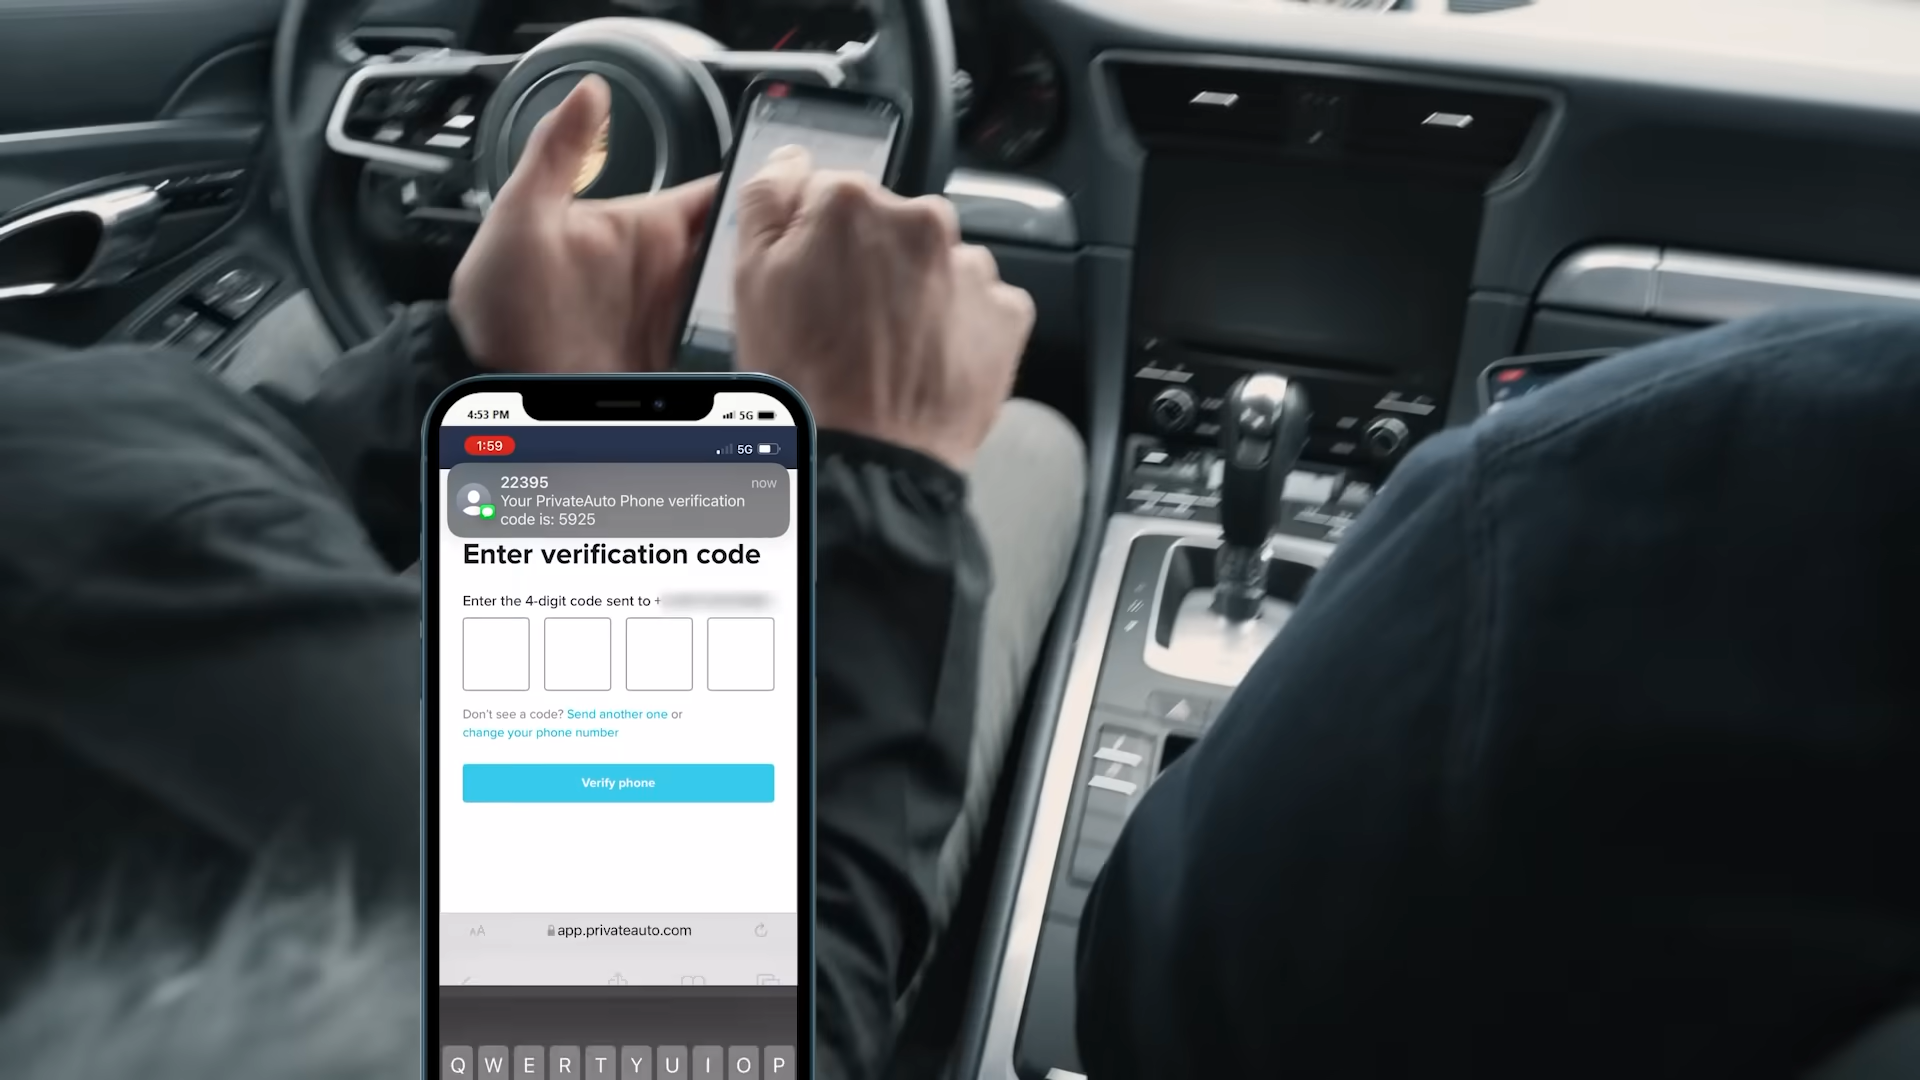 4:53 PM
5G
1:59
5G
22395
now
Your PrivateAuto Phone verification
code is: 5925
Enter verification code
Enter the 4-digit code sent to +
Don't see a code? Send another one or
change your phone number
Verify phone
AA
app.privateauto.com
Q W E R T Y U I O P